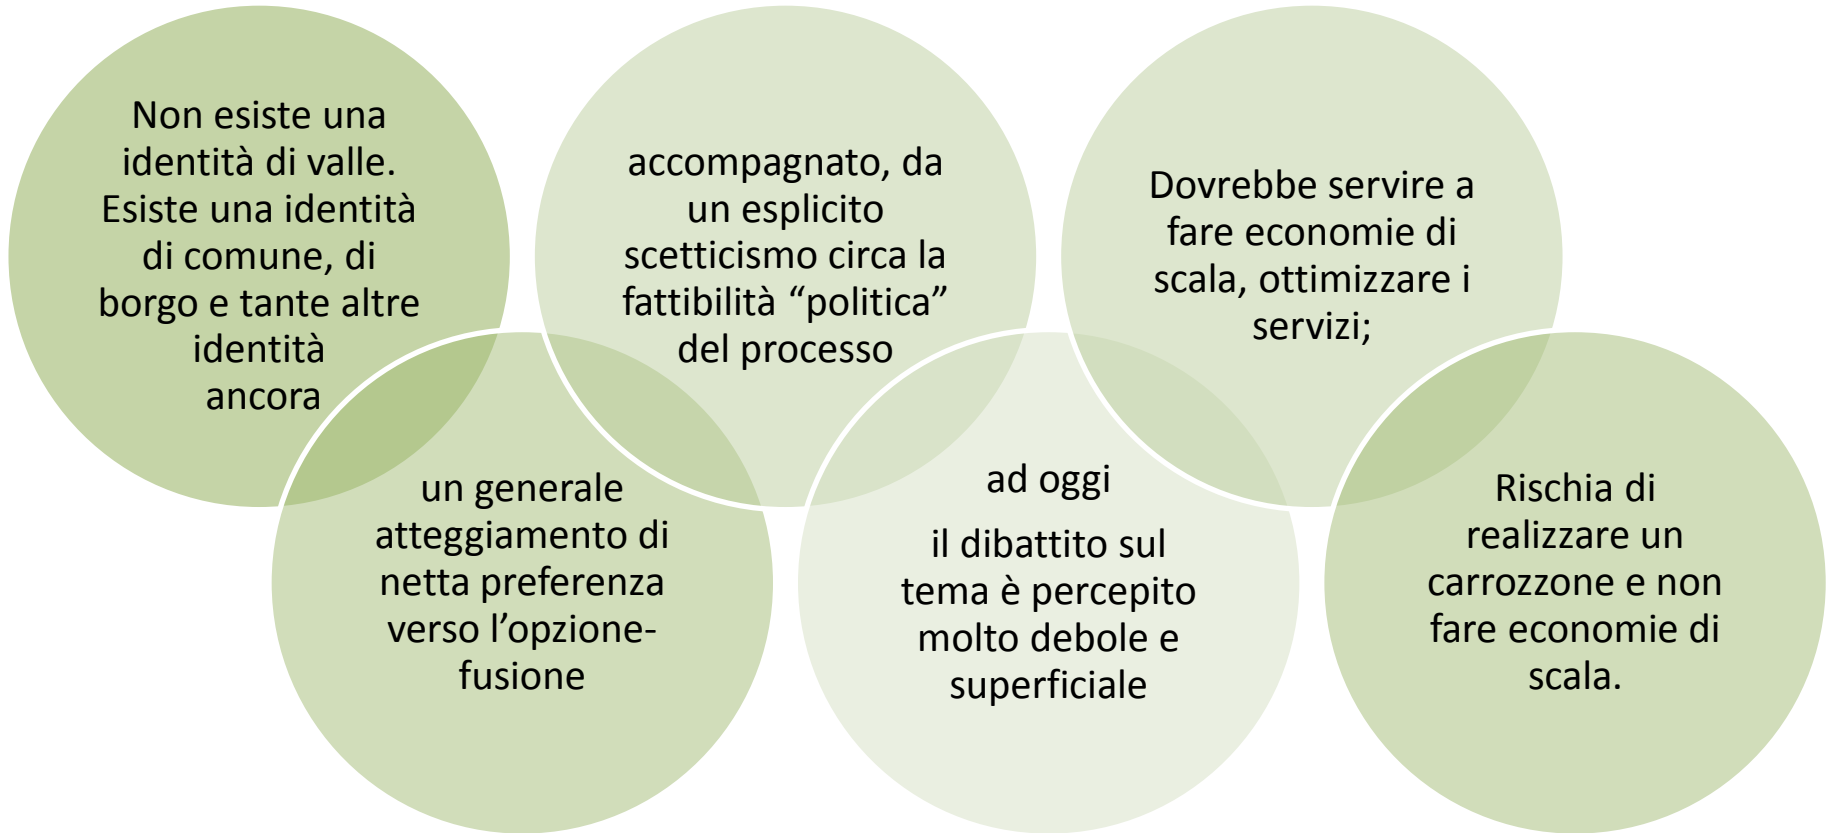 Non esiste una
identità di valle.
Esiste una identità
di comune, di
borgo e tante altre
identità
ancora
un generale
atteggiamento di
netta preferenza
verso l’opzione-
fusione
accompagnato, da
un esplicito
scetticismo circa la
fattibilità “politica”
del processo
ad oggi
il dibattito sul
tema è percepito
molto debole e
superficiale
Dovrebbe servire a
fare economie di
scala, ottimizzare i
servizi;
Rischia di
realizzare un
carrozzone e non
fare economie di
scala.